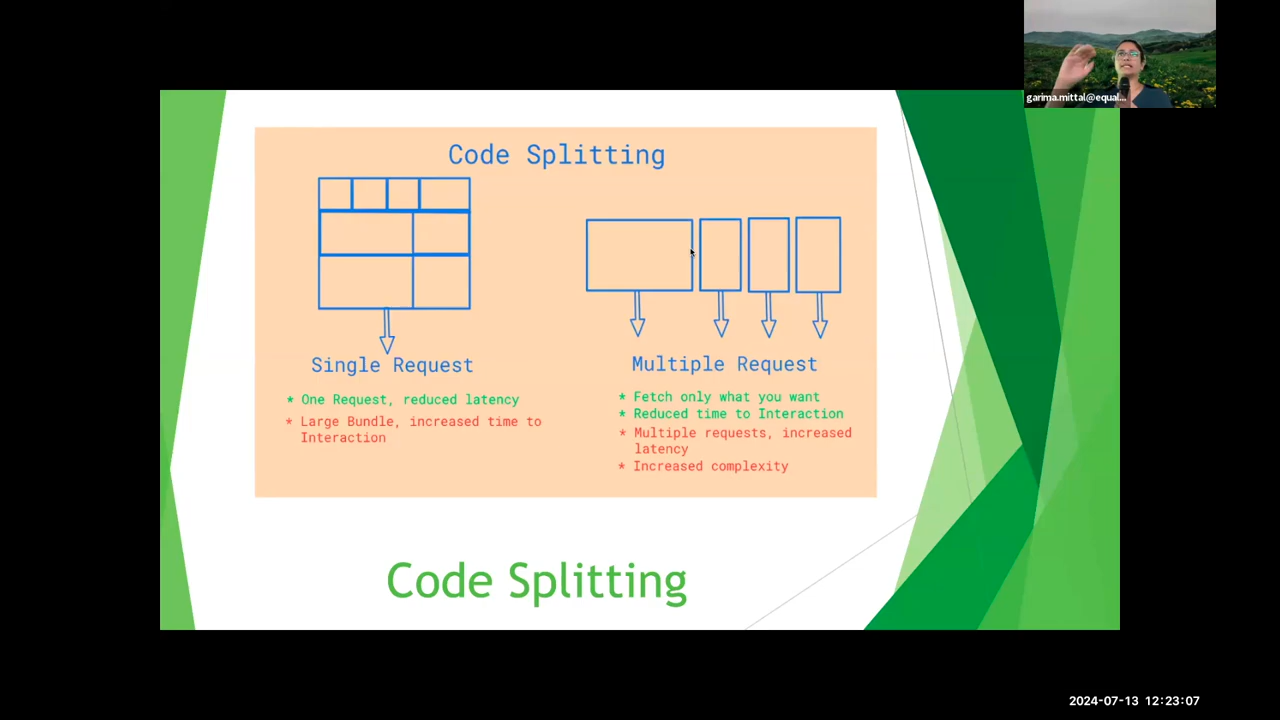 garima.mittal@equal...
Code Splitting
Single Request
* One Request, reduced latency
* Large Bundle, increased time to
Interaction
Multiple Request
* Fetch only what you want
* Reduced time to Interaction
* Multiple requests, increased
latency
* Increased complexity
Code Splitting
2024-07-13 12:23:07